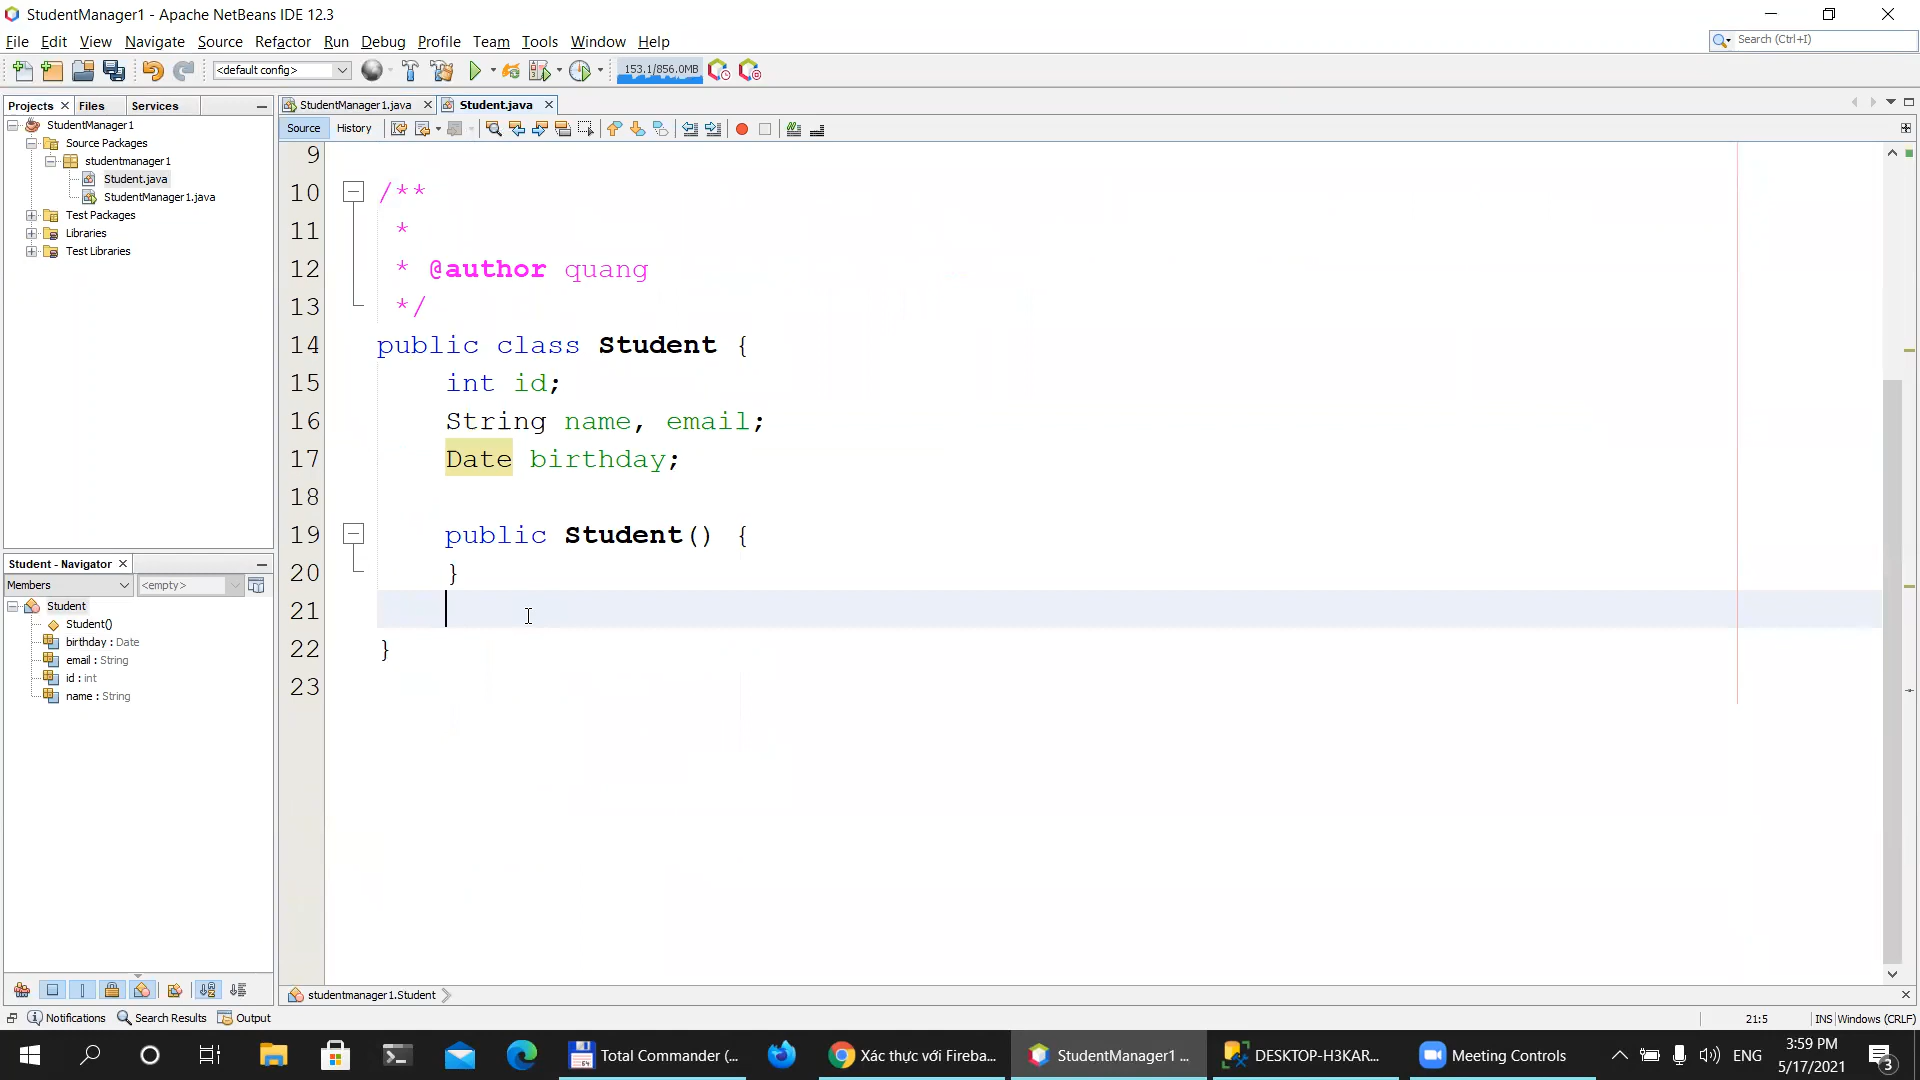 StudentManager1 - Apache NetBeans IDE 12.3
File Edit View Navigate Source Refactor Run Debug Profile Team Tools Window Help
Search (Ctrl+I)
<default config>
153.1/856.0MB
Projects Files Services
StudentManager1.java Student.java
StudentManager1
Source Packages
studentmanager1
Student.java
StudentManager1.java
Test Packages
Libraries
Test Libraries
Source History
9
10 /**
11 *
12 * @author quang
13 */
14 public class Student {
15 int id;
16 String name, email;
17 Date birthday;
18
19 public Student() {
20 }
21
22 }
23
Student - Navigator
Members <empty>
Student
Student()
birthday : Date
email : String
id : int
name : String
studentmanager1.Student
Notifications Search Results Output
21:5 INS Windows (CRLF)
Total Commander (...
Xác thực với Fireba...
StudentManager1 ...
DESKTOP-H3KAR...
Meeting Controls
ENG
3:59 PM
5/17/2021
3